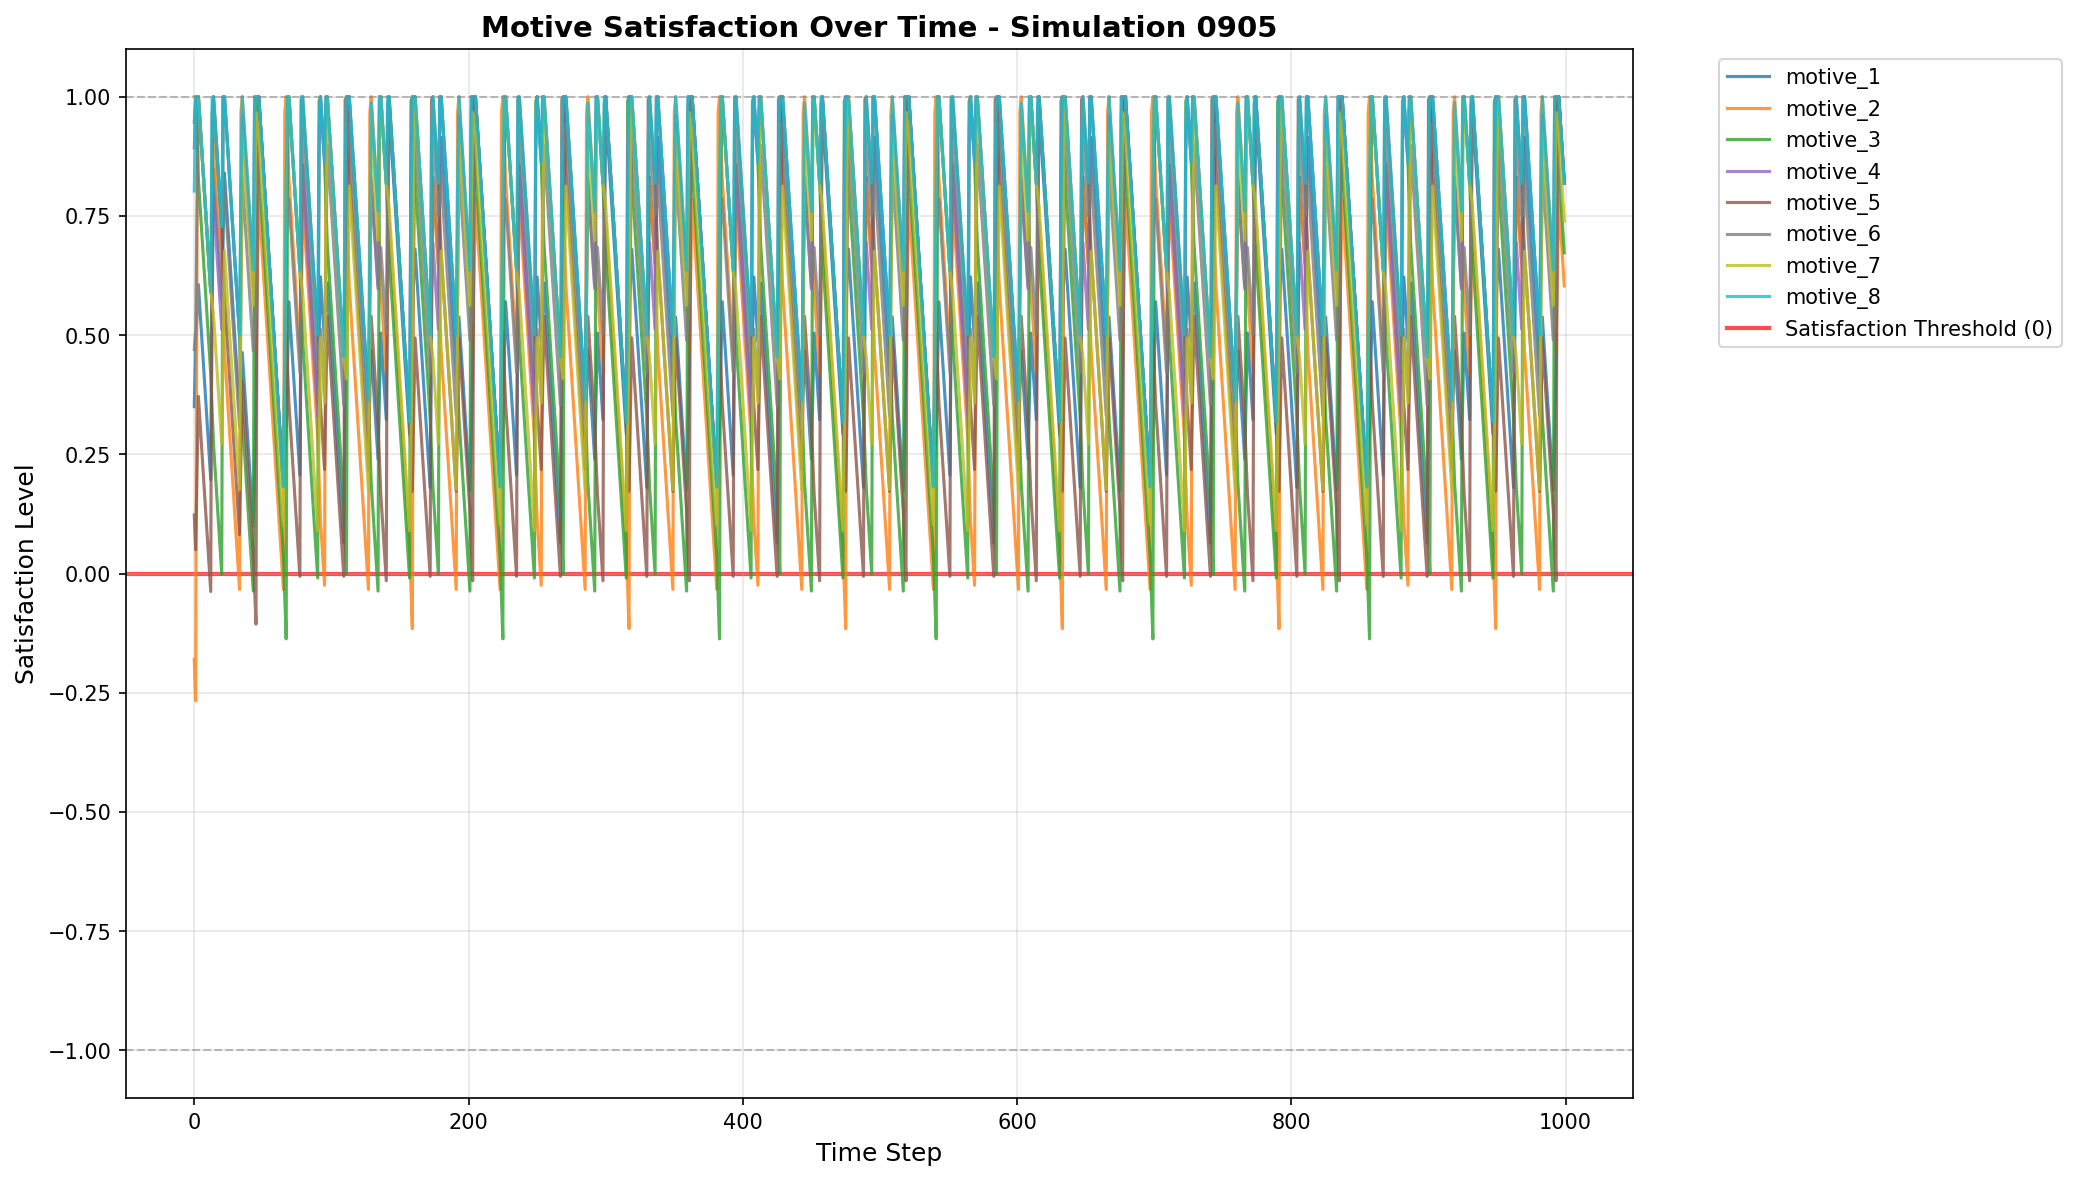 Motive Satisfaction Over Time - Simulation 0905
1.00
0.75
0.50
0.25
0.00
−0.25
−0.50
−0.75
−1.00
Satisfaction Level
0
200
400
600
800
1000
Time Step
motive_1
motive_2
motive_3
motive_4
motive_5
motive_6
motive_7
motive_8
Satisfaction Threshold (0)